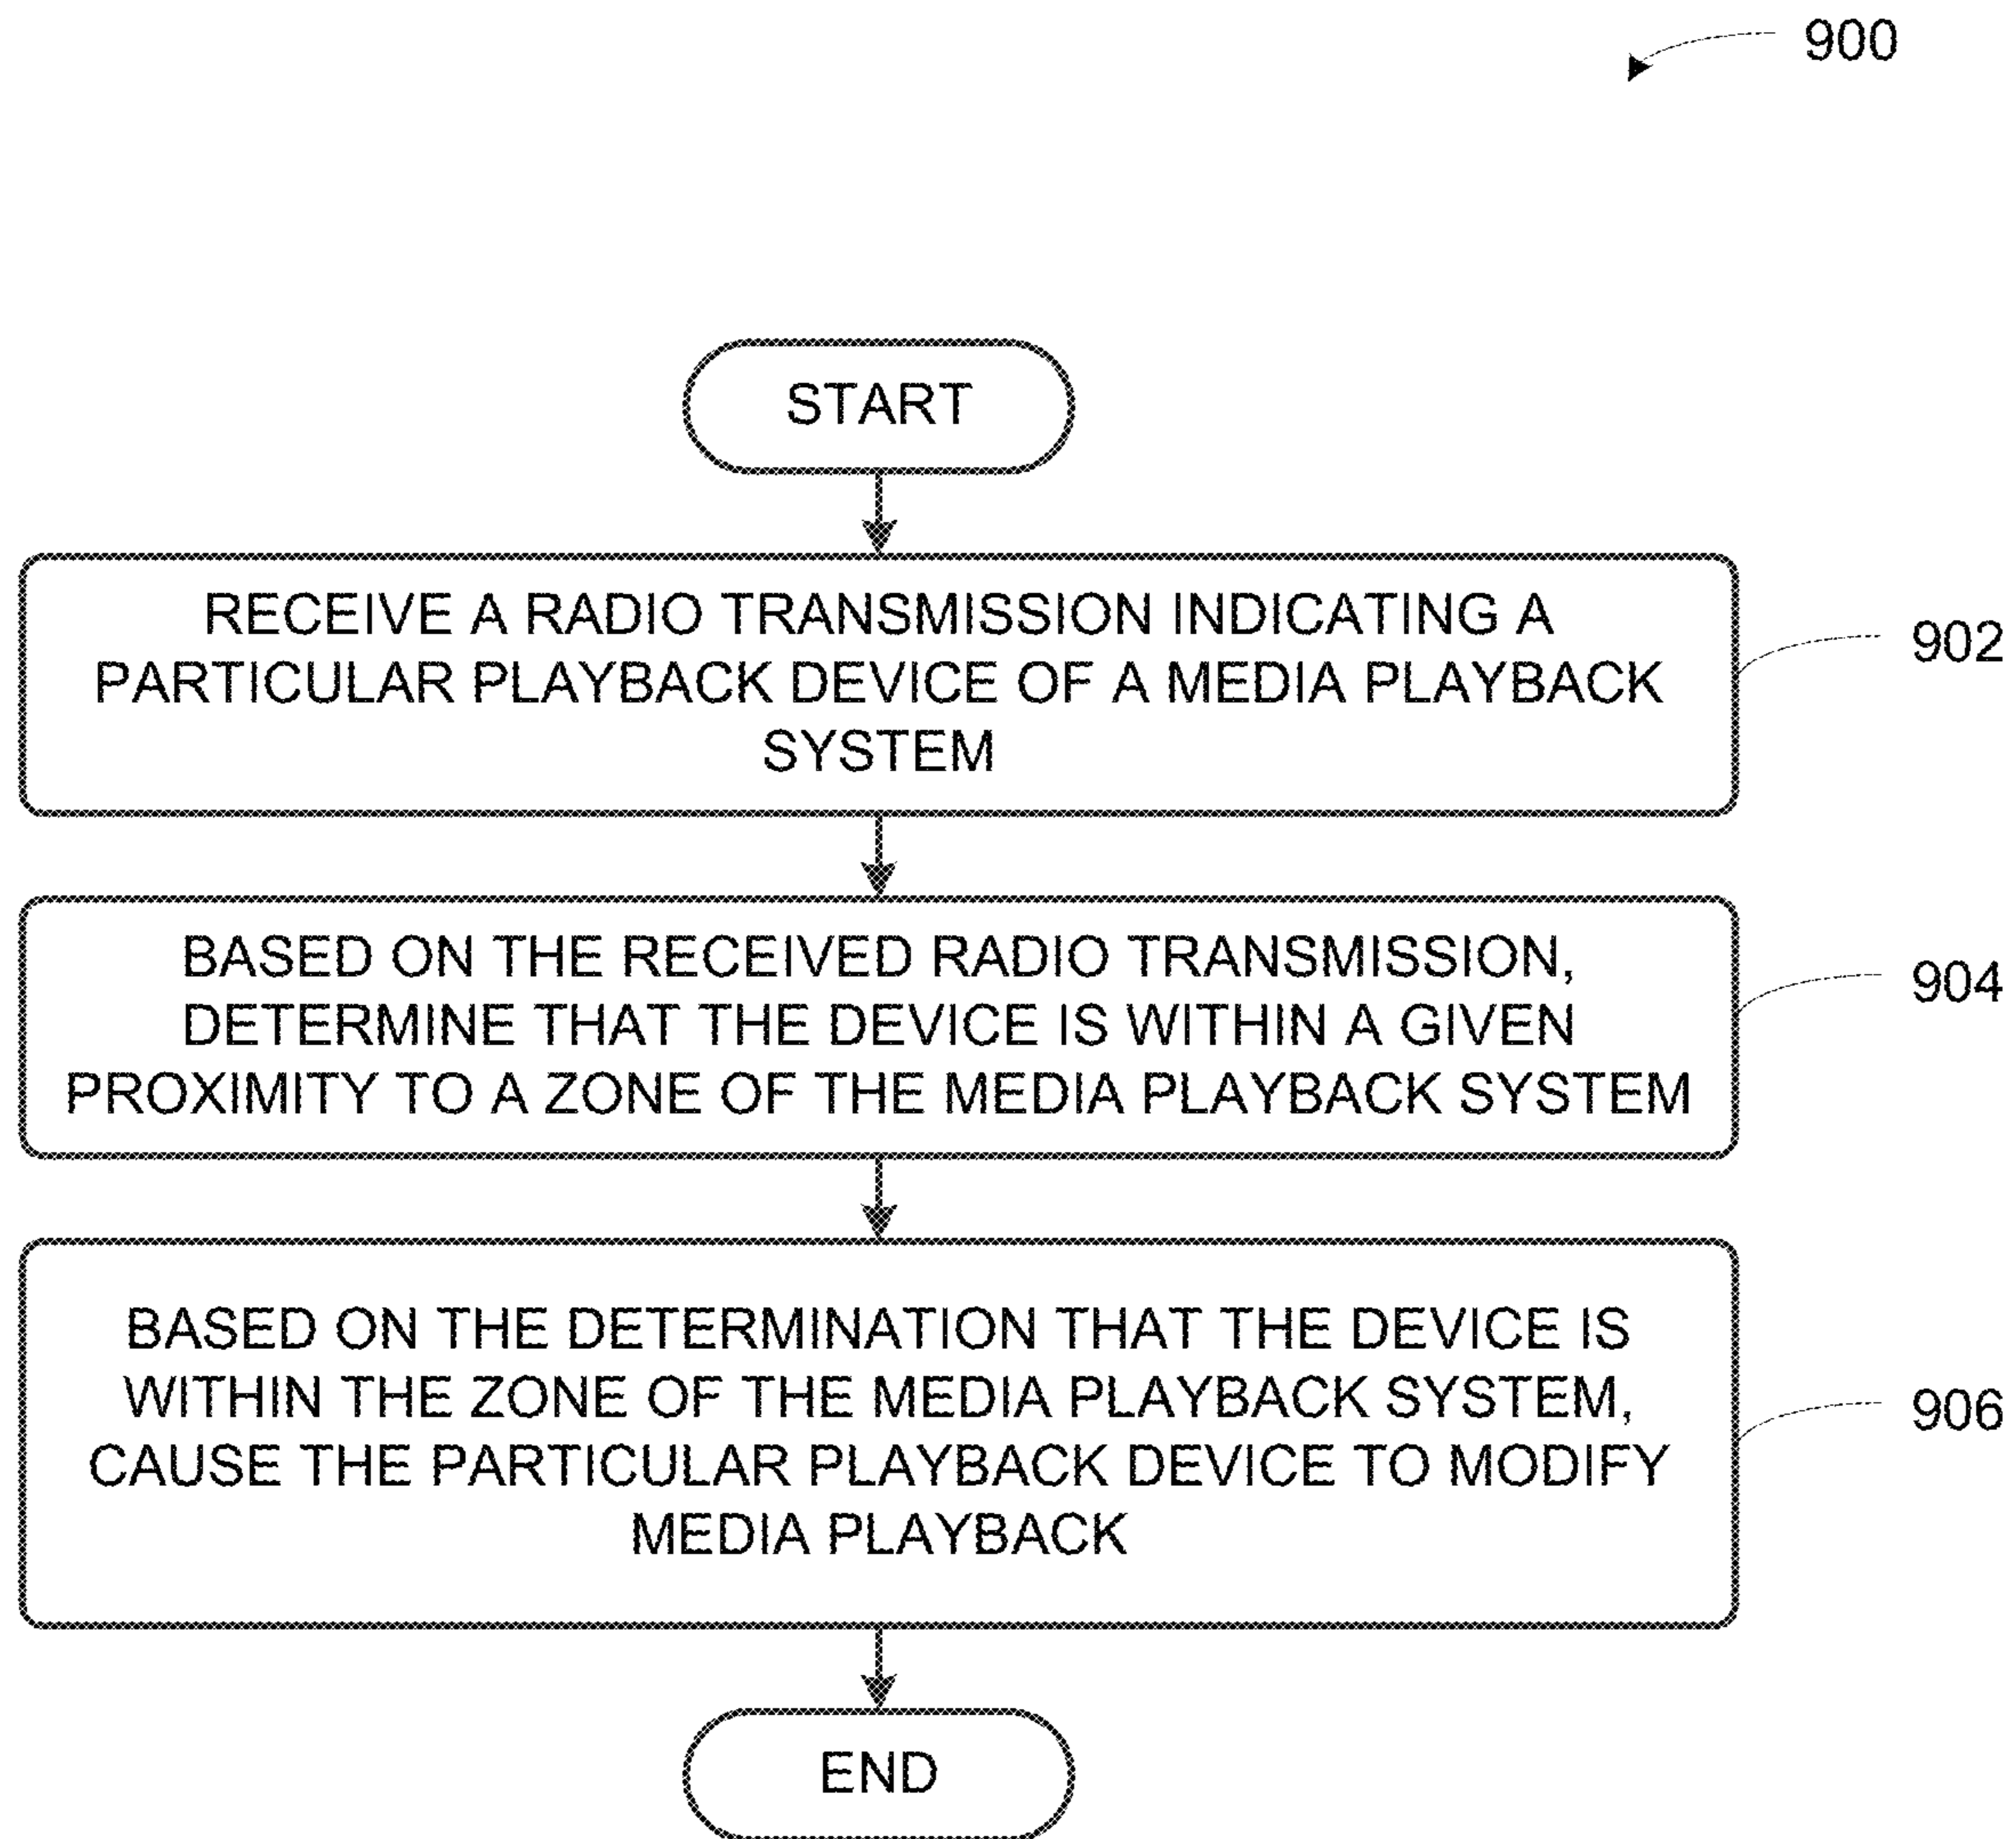 900
START
RECEIVE A RADIO TRANSMISSION INDICATING A
PARTICULAR PLAYBACK DEVICE OF A MEDIA PLAYBACK
SYSTEM
902
BASED ON THE RECEIVED RADIO TRANSMISSION,
DETERMINE THAT THE DEVICE IS WITHIN A GIVEN
PROXIMITY TO A ZONE OF THE MEDIA PLAYBACK SYSTEM
904
BASED ON THE DETERMINATION THAT THE DEVICE IS
WITHIN THE ZONE OF THE MEDIA PLAYBACK SYSTEM,
CAUSE THE PARTICULAR PLAYBACK DEVICE TO MODIFY
MEDIA PLAYBACK
906
END